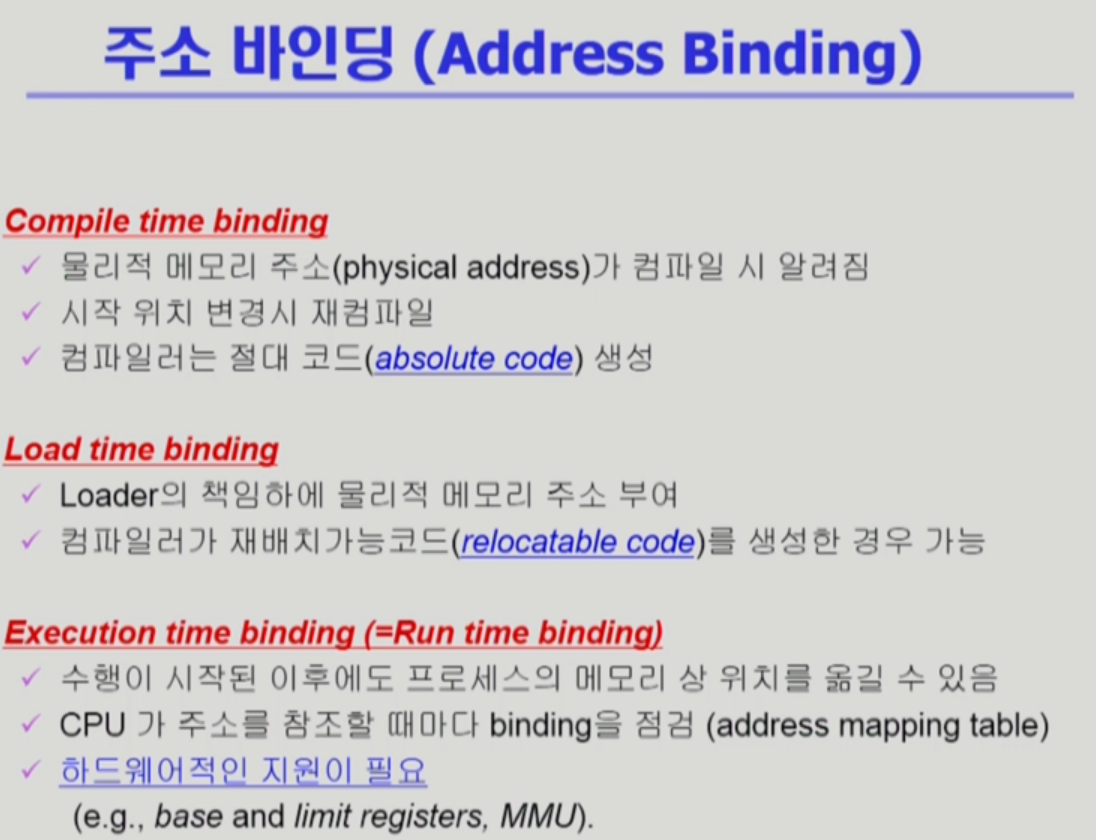 주소 바인딩 (Address Binding)
Compile time binding
✓ 물리적 메모리 주소(physical address)가 컴파일 시 알려짐
✓ 시작 위치 변경시 재컴파일
✓ 컴파일러는 절대 코드(absolute code) 생성
Load time binding
✓ Loader의 책임하에 물리적 메모리 주소 부여
✓ 컴파일러가 재배치가능코드(relocatable code)를 생성한 경우 가능
Execution time binding (=Run time binding)
✓ 수행이 시작된 이후에도 프로세스의 메모리 상 위치를 옮길 수 있음
✓ CPU 가 주소를 참조할 때마다 binding을 점검 (address mapping table)
✓ 하드웨어적인 지원이 필요
(e.g., base and limit registers, MMU).